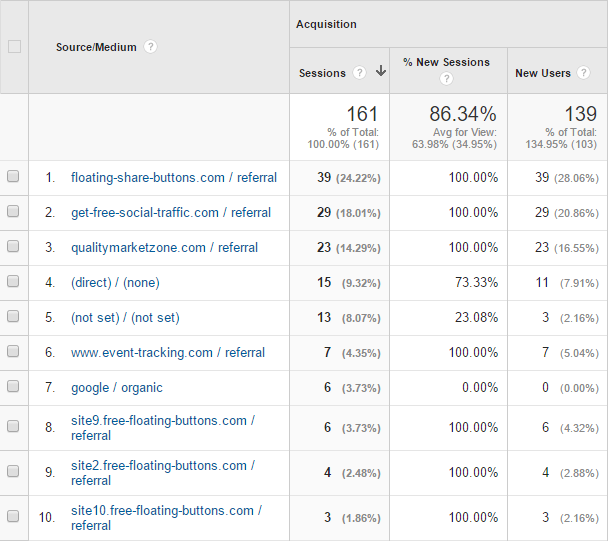 Acquisition
Source/Medium ?
Sessions ?
% New Sessions ?
New Users ?
161
% of Total:
100.00% (161)
86.34%
Avg for View:
63.98% (34.95%)
139
% of Total:
134.95% (103)
1. floating-share-buttons.com / referral 39 (24.22%) 100.00% 39 (28.06%)
2. get-free-social-traffic.com / referral 29 (18.01%) 100.00% 29 (20.86%)
3. qualitymarketzone.com / referral 23 (14.29%) 100.00% 23 (16.55%)
4. (direct) / (none) 15 (9.32%) 73.33% 11 (7.91%)
5. (not set) / (not set) 13 (8.07%) 23.08% 3 (2.16%)
6. www.event-tracking.com / referral 7 (4.35%) 100.00% 7 (5.04%)
7. google / organic 6 (3.73%) 0.00% 0 (0.00%)
8. site9.free-floating-buttons.com /
referral 6 (3.73%) 100.00% 6 (4.32%)
9. site2.free-floating-buttons.com /
referral 4 (2.48%) 100.00% 4 (2.88%)
10. site10.free-floating-buttons.com /
referral 3 (1.86%) 100.00% 3 (2.16%)